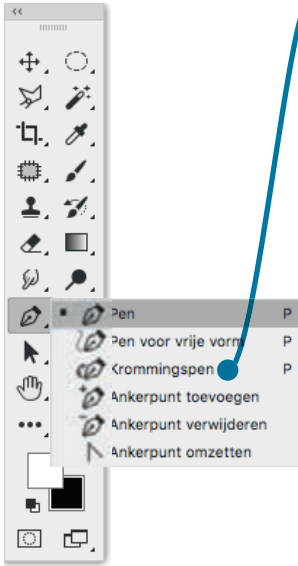 Pen P
Pen voor vrije vorm P
Krommingspen
Ankerpunt toevoegen
Ankerpunt verwijderen
Ankerpunt omzetten